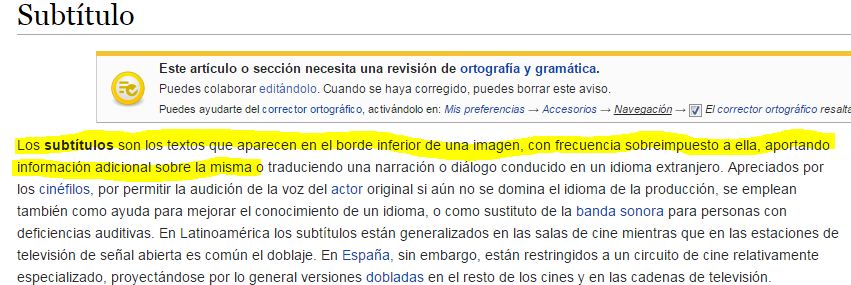 Subtítulo
Este artículo o sección necesita una revisión de ortografía y gramática.
Puedes colaborar editándolo. Cuando se haya corregido, puedes borrar este aviso.
Puedes ayudarte del corrector ortográfico, activándolo en: Mis preferencias → Accesorios → Navegación → El corrector ortográfico resalta
Los subtítulos son los textos que aparecen en el borde inferior de una imagen, con frecuencia sobreimpuesto a ella, aportando
información adicional sobre la misma o traduciendo una narración o diálogo conducido en un idioma extranjero. Apreciados por
los cinéfilos, por permitir la audición de la voz del actor original si aún no se domina el idioma de la producción, se emplean
también como ayuda para mejorar el conocimiento de un idioma, o como sustituto de la banda sonora para personas con
deficiencias auditivas. En Latinoamérica los subtítulos están generalizados en las salas de cine mientras que en las estaciones de
televisión de señal abierta es común el doblaje. En España, sin embargo, están restringidos a un circuito de cine relativamente
especializado, proyectándose por lo general versiones dobladas en el resto de los cines y en las cadenas de televisión.